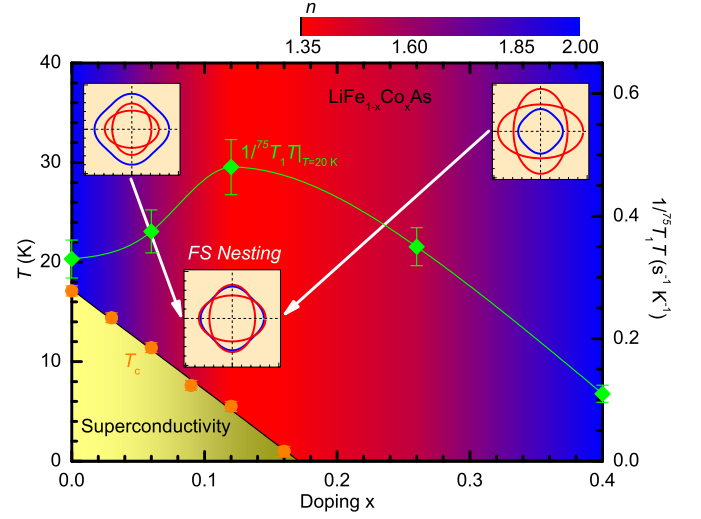 n
1.35 1.60 1.85 2.00
LiFe1-xCoxAs
1/75T1T|T=20 K
FS Nesting
Tc
Superconductivity
40
30
20
10
0
T (K)
0.6
0.4
0.2
0.0
1/75T1T (s-1 K-1)
0.0 0.1 0.2 0.3 0.4
Doping x